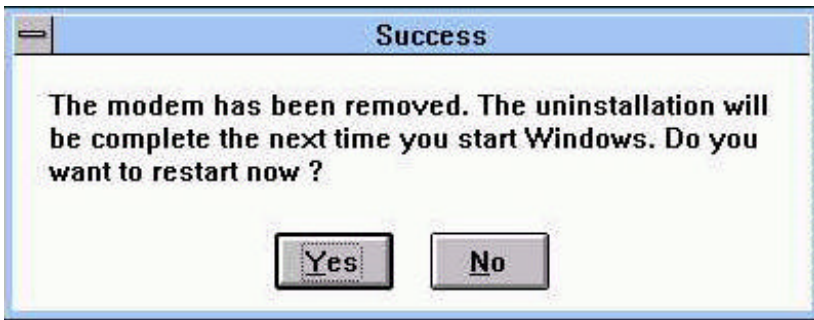 Success
The modem has been removed. The uninstallation will
be complete the next time you start Windows. Do you
want to restart now ?
Yes No